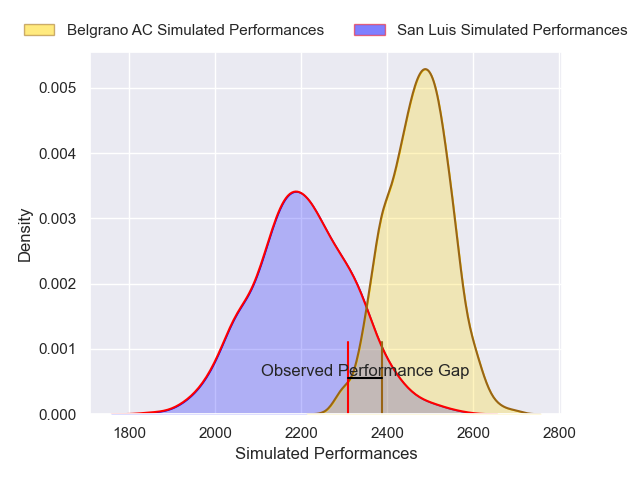 Belgrano AC Simulated Performances San Luis Simulated Performances
0.005
0.004
0.003
0.002
0.001
0.000
Density
Observed Performance Gap
1800 2000 2200 2400 2600 2800
Simulated Performances